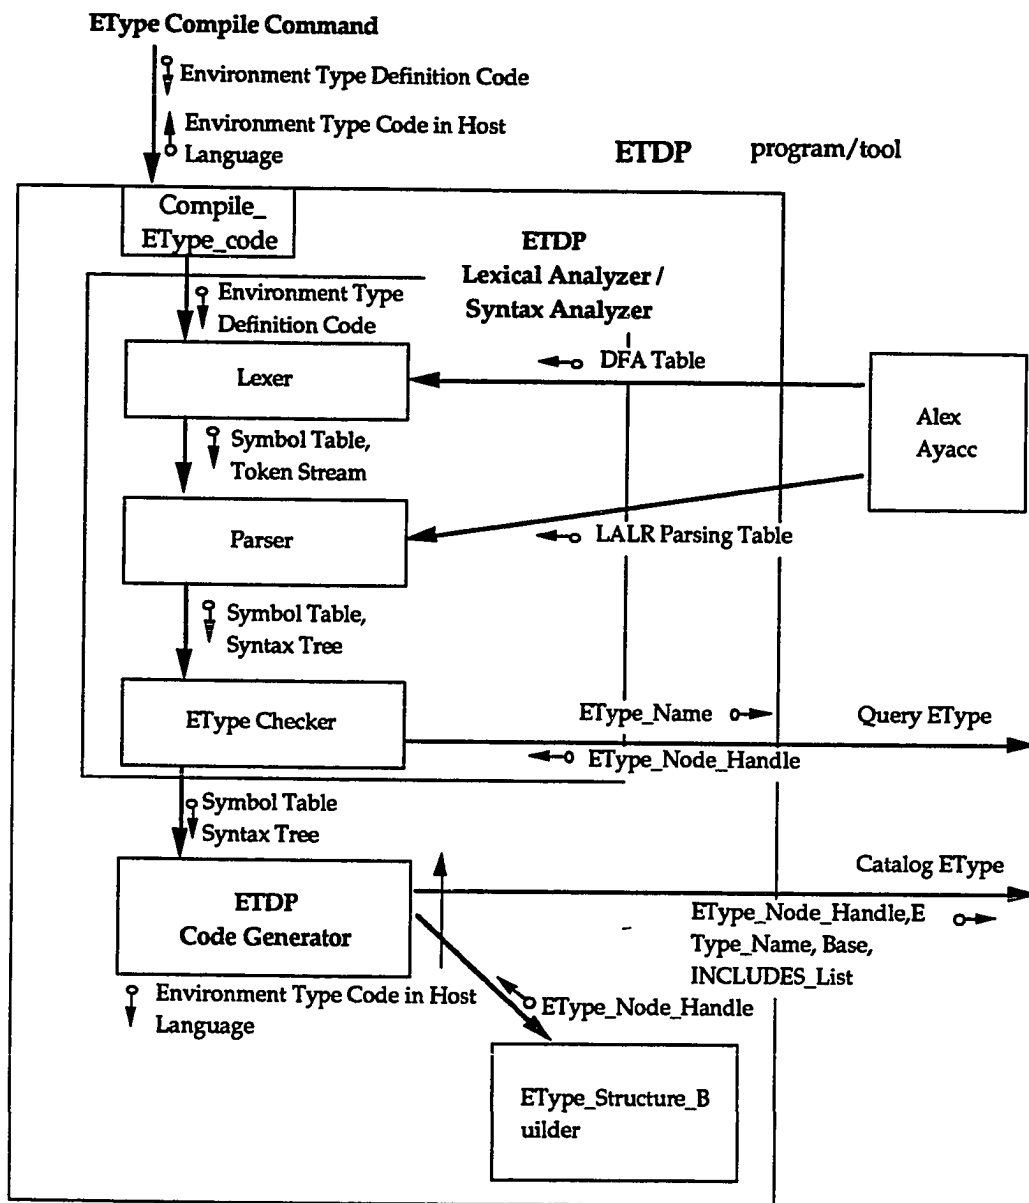 EType Compile Command
Environment Type Definition Code
Environment Type Code in Host
Language
ETDP program/tool
Compile_
EType_code
ETDP
Lexical Analyzer /
Syntax Analyzer
Environment Type
Definition Code
DFA Table
Lexer
Alex
Ayacc
Symbol Table,
Token Stream
Parser
LALR Parsing Table
Symbol Table,
Syntax Tree
EType Checker
EType_Name
Query EType
EType_Node_Handle
Symbol Table
Syntax Tree
ETDP
Code Generator
Catalog EType
EType_Node_Handle,E
Type_Name, Base,
INCLUDES_List
Environment Type Code in Host
Language
EType_Node_Handle
EType_Structure_B
uilder